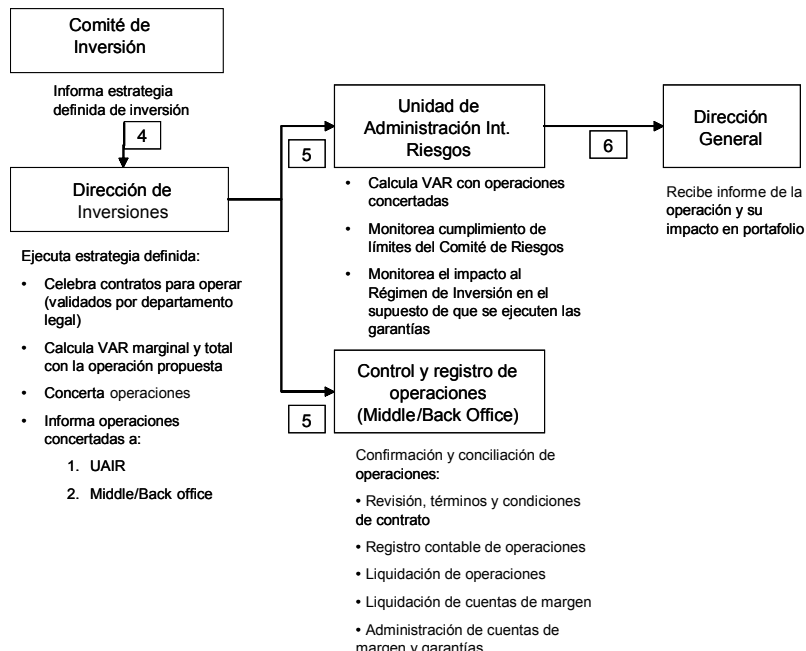 Comité de
Inversión
Informa estrategia
definida de inversión
4
Dirección de
Inversiones
Ejecuta estrategia definida:
• Celebra contratos para operar
(validados por departamento
legal)
• Calcula VAR marginal y total
con la operación propuesta
• Concerta operaciones
• Informa operaciones
concertadas a:
1. UAIR
2. Middle/Back office
5
Unidad de
Administración Int.
Riesgos
• Calcula VAR con operaciones
concertadas
• Monitorea cumplimiento de
límites del Comité de Riesgos
• Monitorea el impacto al
Régimen de Inversión en el
supuesto de que se ejecuten las
garantías
6
Dirección
General
Recibe informe de la
operación y su
impacto en portafolio
5
Control y registro de
operaciones
(Middle/Back Office)
Confirmación y conciliación de
operaciones:
• Revisión, términos y condiciones
de contrato
• Registro contable de operaciones
• Liquidación de operaciones
• Liquidación de cuentas de margen
• Administración de cuentas de
margen y garantías